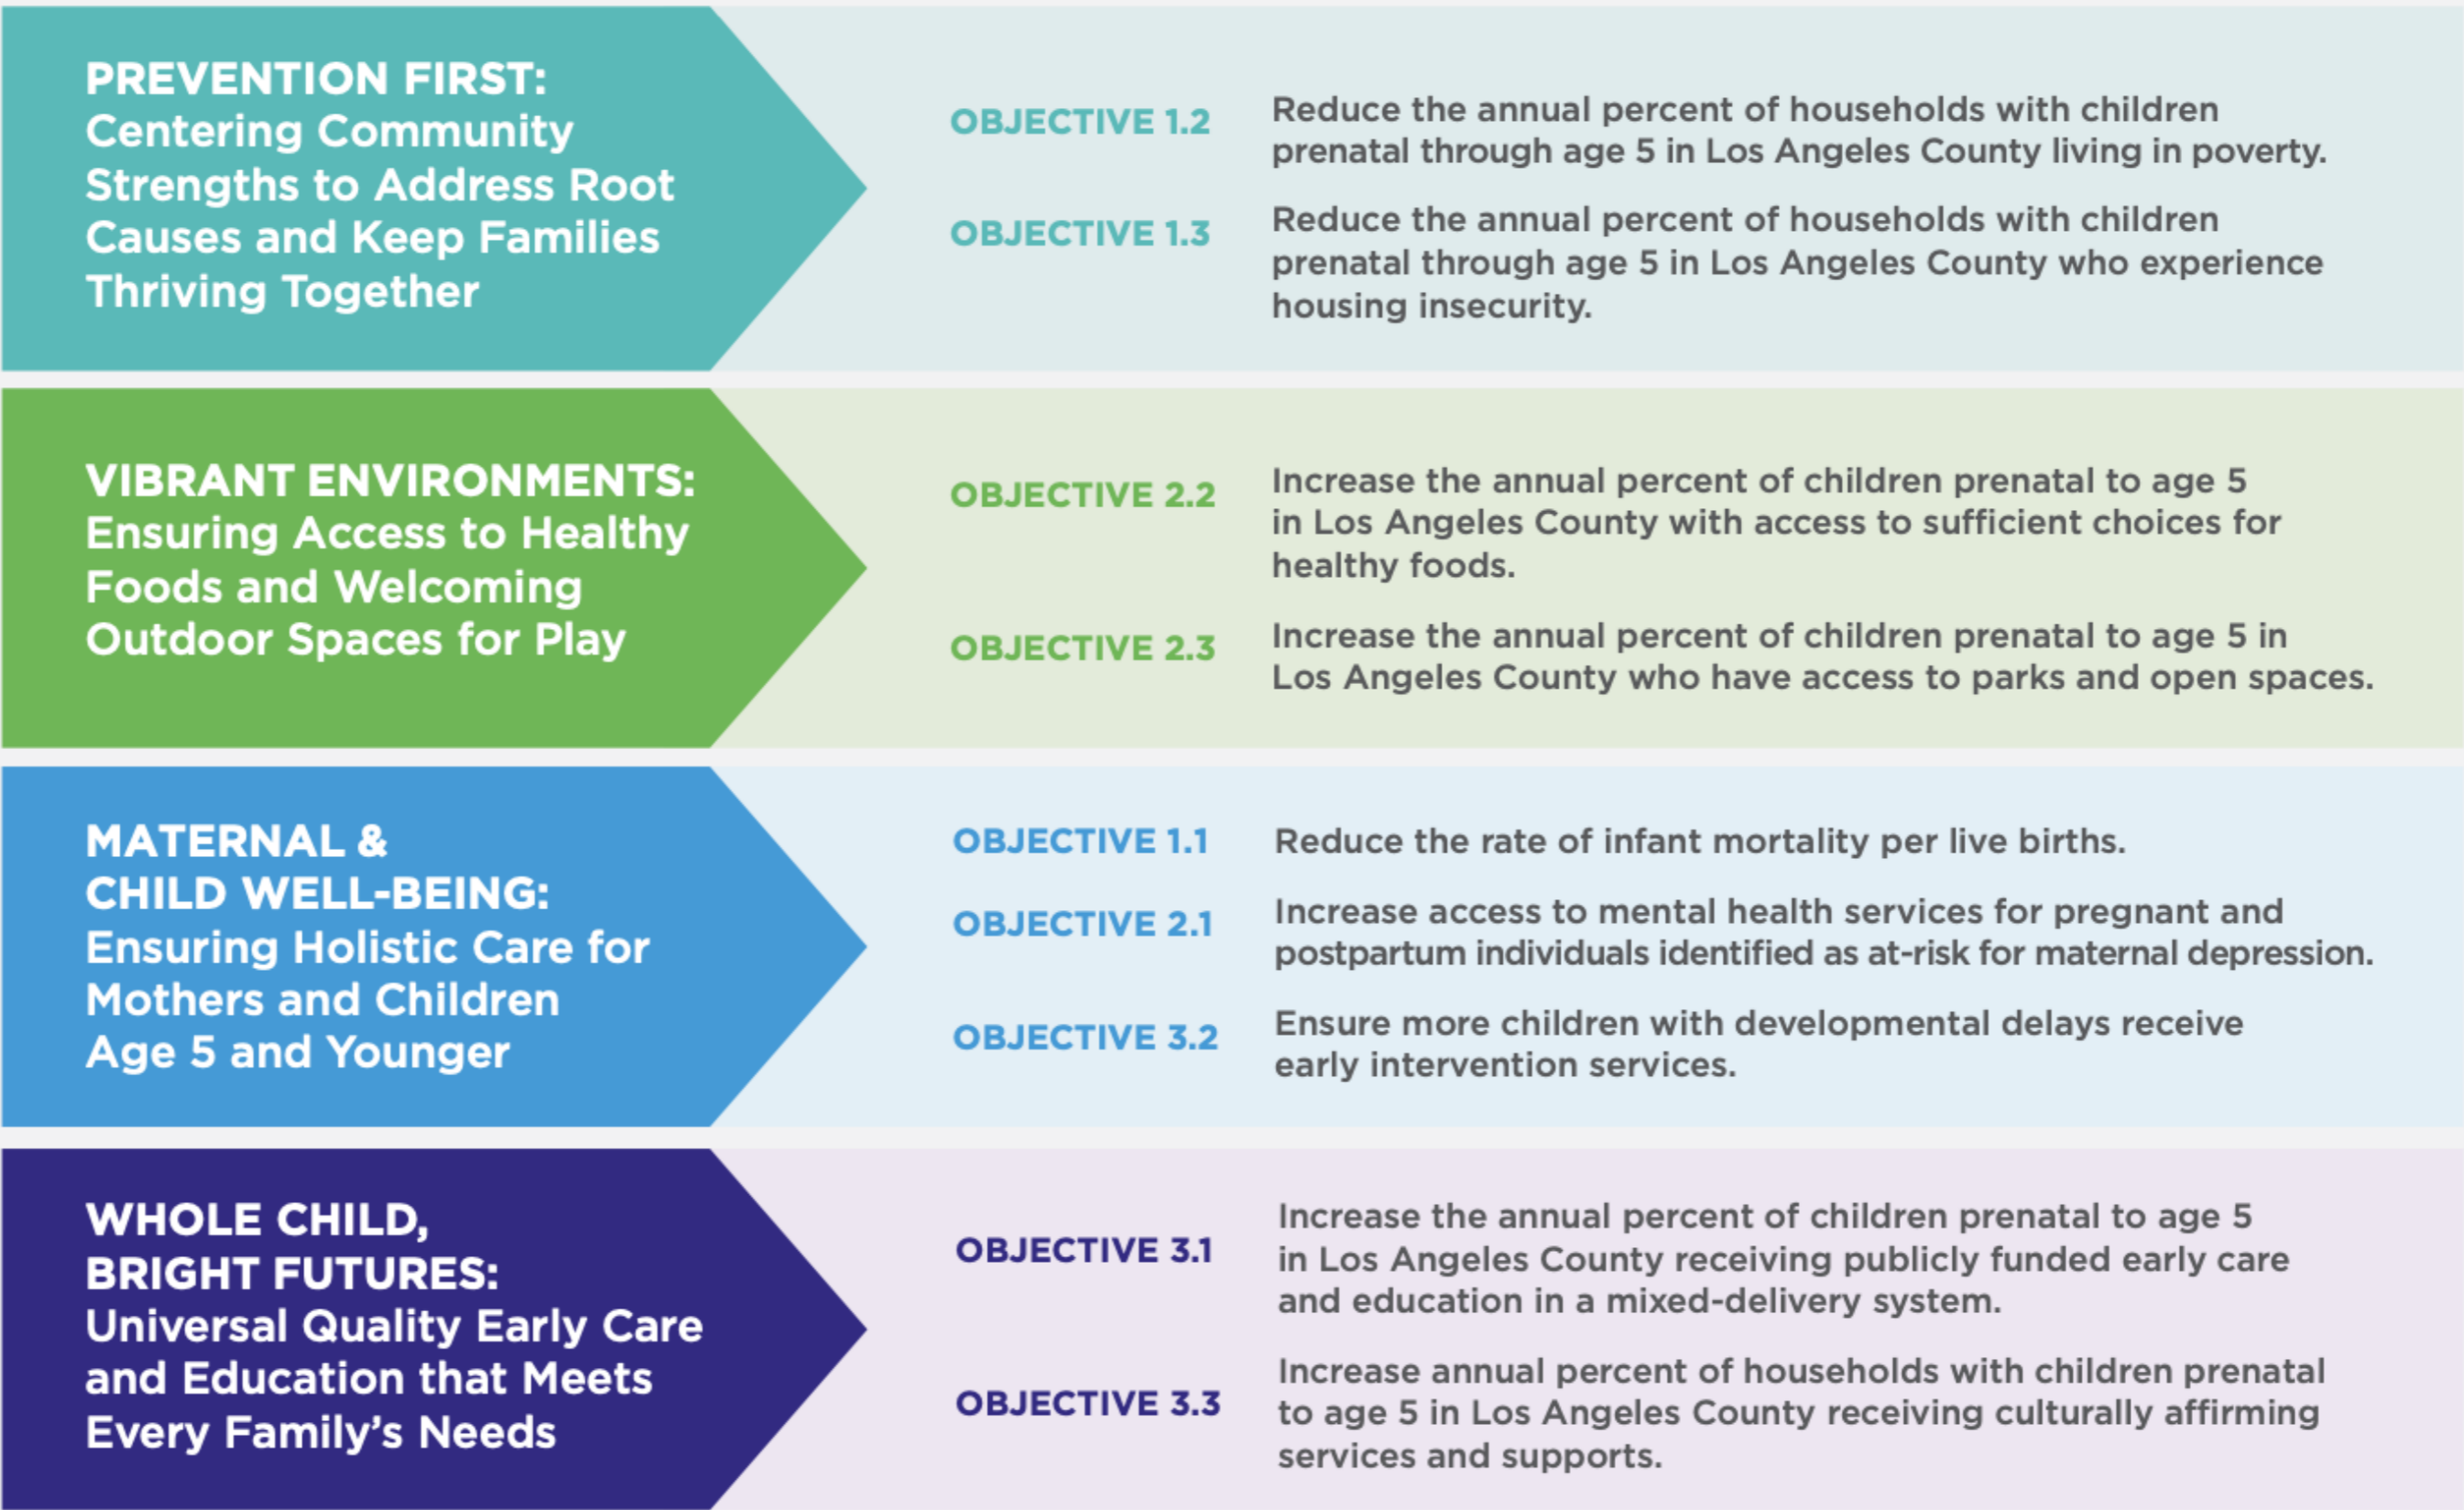 PREVENTION FIRST:
Centering Community
Strengths to Address Root
Causes and Keep Families
Thriving Together
OBJECTIVE 1.2
Reduce the annual percent of households with children
prenatal through age 5 in Los Angeles County living in poverty.
OBJECTIVE 1.3
Reduce the annual percent of households with children
prenatal through age 5 in Los Angeles County who experience
housing insecurity.
VIBRANT ENVIRONMENTS:
Ensuring Access to Healthy
Foods and Welcoming
Outdoor Spaces for Play
OBJECTIVE 2.2
Increase the annual percent of children prenatal to age 5
in Los Angeles County with access to sufficient choices for
healthy foods.
OBJECTIVE 2.3
Increase the annual percent of children prenatal to age 5 in
Los Angeles County who have access to parks and open spaces.
MATERNAL &
CHILD WELL-BEING:
Ensuring Holistic Care for
Mothers and Children
Age 5 and Younger
OBJECTIVE 1.1
Reduce the rate of infant mortality per live births.
OBJECTIVE 2.1
Increase access to mental health services for pregnant and
postpartum individuals identified as at-risk for maternal depression.
OBJECTIVE 3.2
Ensure more children with developmental delays receive
early intervention services.
WHOLE CHILD,
BRIGHT FUTURES:
Universal Quality Early Care
and Education that Meets
Every Family's Needs
OBJECTIVE 3.1
Increase the annual percent of children prenatal to age 5
in Los Angeles County receiving publicly funded early care
and education in a mixed-delivery system.
OBJECTIVE 3.3
Increase annual percent of households with children prenatal
to age 5 in Los Angeles County receiving culturally affirming
services and supports.